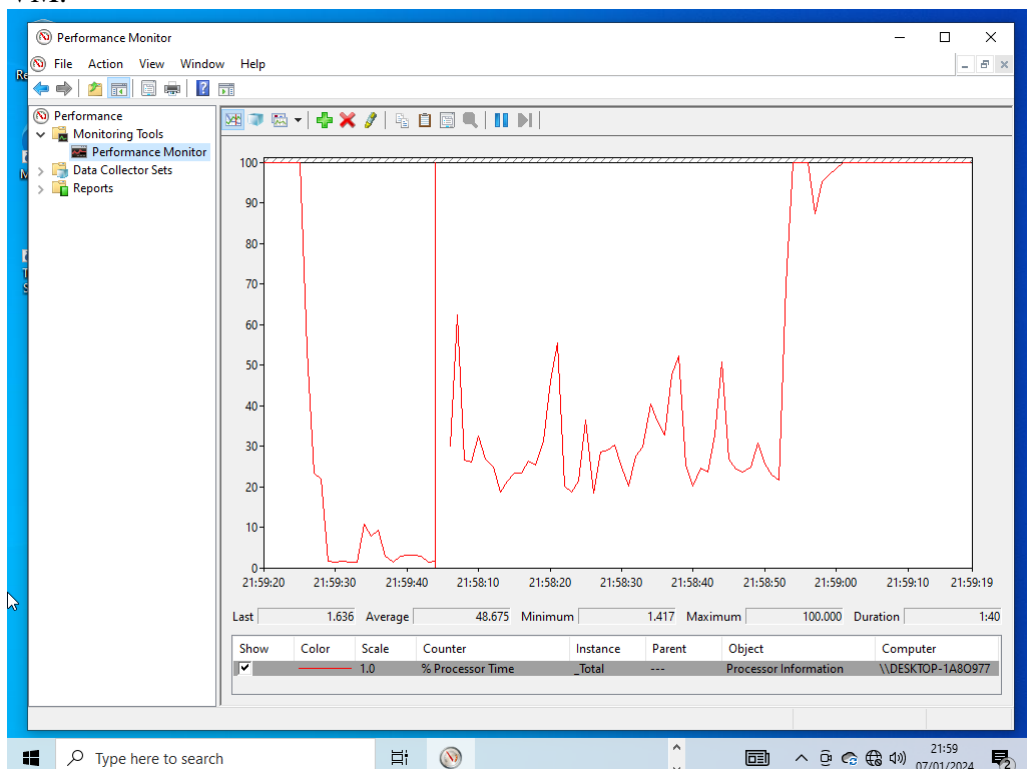 VM.
Performance Monitor
File Action View Window Help
Performance
Monitoring Tools
Performance Monitor
Data Collector Sets
Reports
100
90
80
70
60
50
40
30
20
10
0
21:59:20 21:59:30 21:59:40 21:58:10 21:58:20 21:58:30 21:58:40 21:58:50 21:59:00 21:59:10 21:59:19
Last 1.636 Average 48.675 Minimum 1.417 Maximum 100.000 Duration 1:40
Show Color Scale Counter Instance Parent Object Computer
1.0 % Processor Time _Total --- Processor Information \\DESKTOP-1A8O977
Type here to search
21:59
07/01/2024
2